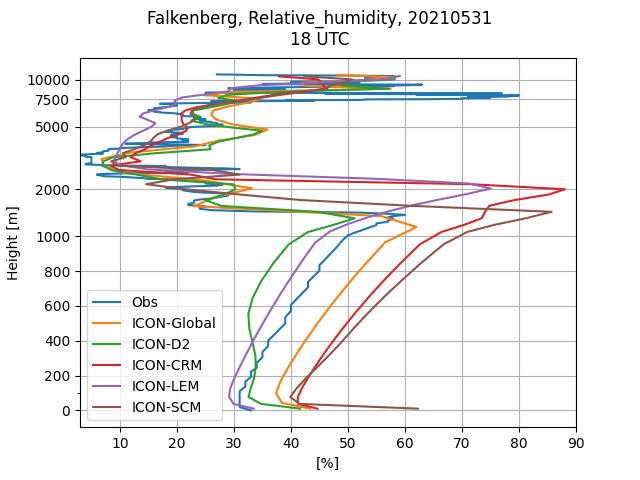 Falkenberg, Relative_humidity, 20210531
18 UTC
10000
7500
5000
2000
1000
800
600
400
200
0
Height [m]
Obs
ICON-Global
ICON-D2
ICON-CRM
ICON-LEM
ICON-SCM
10 20 30 40 50 60 70 80 90
[%]